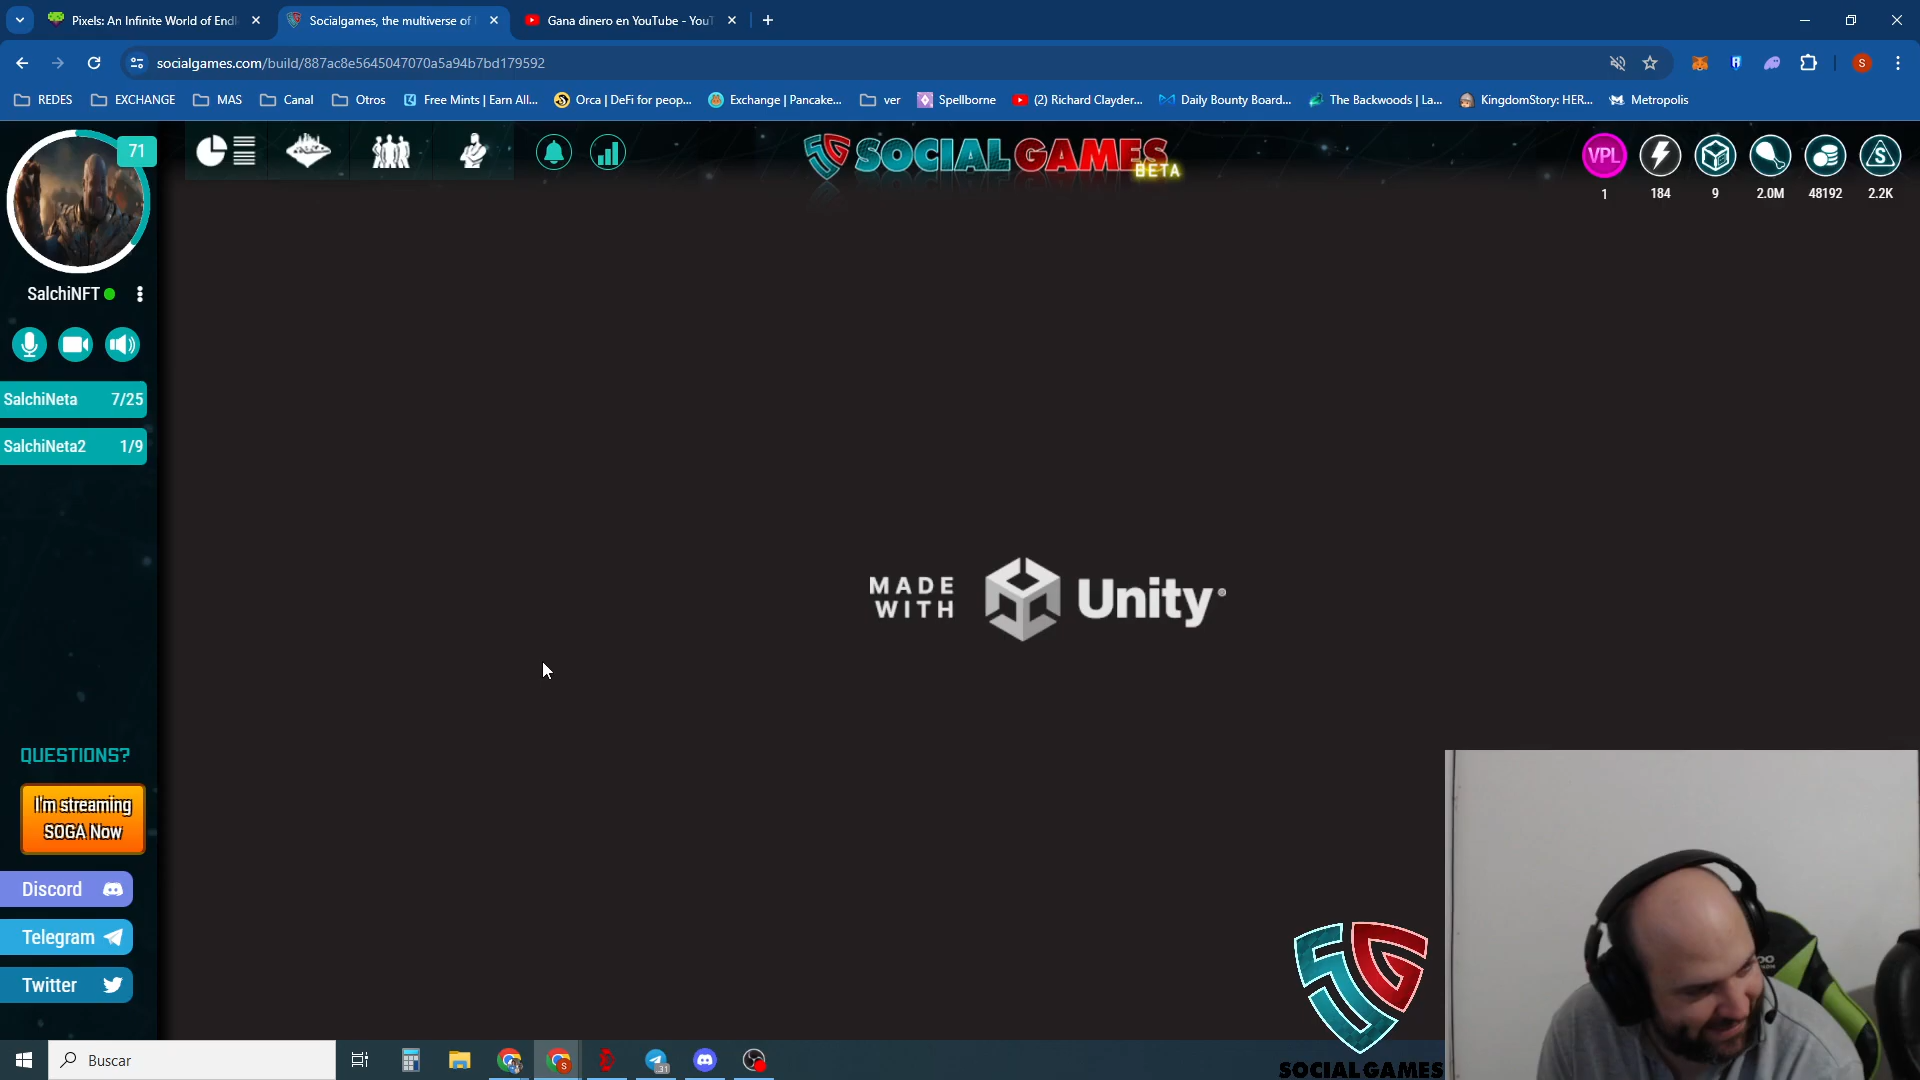 Pixels: An Infinite World of Endl
Socialgames, the multiverse of
Gana dinero en YouTube - YouT
socialgames.com/build/887ac8e5645047070a5a94b7bd179592
S
REDES
EXCHANGE
MAS
Canal
Otros
Free Mints | Earn All...
Orca | DeFi for peop...
Exchange | Pancake...
ver
Spellborne
(2) Richard Clayder...
Daily Bounty Board...
The Backwoods | La...
KingdomStory: HER...
Metropolis
71
SOCIALGAMES
BETA
VPL
S
1
184
9
2.0M
48192
2.2K
SalchiNFT
SalchiNeta 7/25
SalchiNeta2 1/9
MADE
WITH
Unity®
QUESTIONS?
I'm streaming
SOGA Now
Discord
Telegram
Twitter
SOCIALGAMES
Buscar
31